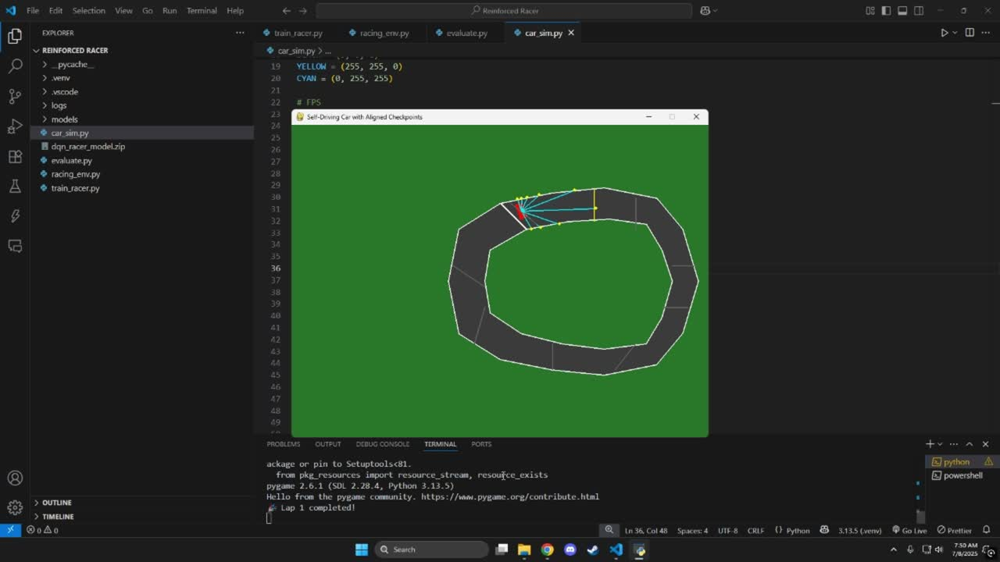 File Edit Selection View Go Run Terminal Help
Reinforced Racer
EXPLORER
REINFORCED RACER
__pycache__
.venv
.vscode
logs
models
car_sim.py
dqn_racer_model.zip
evaluate.py
racing_env.py
train_racer.py
OUTLINE
TIMELINE
train_racer.py racing_env.py evaluate.py car_sim.py
car_sim.py > ...
19 YELLOW = (255, 255, 0)
20 CYAN = (0, 255, 255)
21
22 # FPS
23
24
25
26
27
28
29
30
31
32
33
34
35
36
37
38
39
40
41
42
43
44
45
46
47
48
49
Self-Driving Car with Aligned Checkpoints
PROBLEMS OUTPUT DEBUG CONSOLE TERMINAL PORTS
ackage or pin to Setuptools<81.
from pkg_resources import resource_stream, resource_exists
pygame 2.6.1 (SDL 2.28.4, Python 3.13.5)
Hello from the pygame community. https://www.pygame.org/contribute.html
Lap 1 completed!
python
powershell
0 0 Ln 36, Col 48 Spaces: 4 UTF-8 CRLF {} Python 3.13.5 (.venv) Go Live Prettier
Search
7:50 AM
7/8/2025